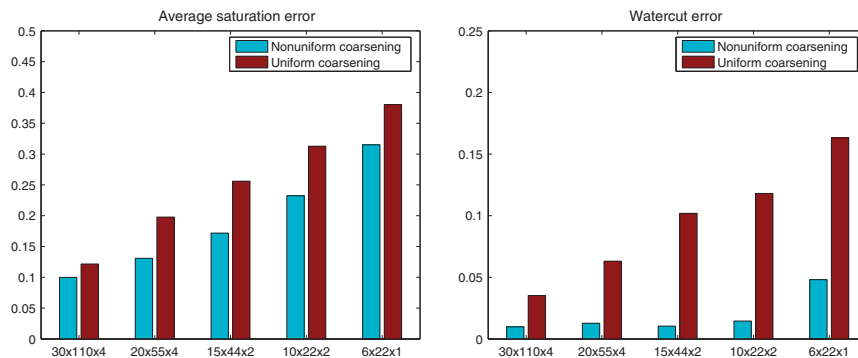 Average saturation error
0.5
0.45
0.4
0.35
0.3
0.25
0.2
0.15
0.1
0.05
0
Nonuniform coarsening
Uniform coarsening
30x110x4 20x55x4 15x44x2 10x22x2 6x22x1
Watercut error
0.25
0.2
0.15
0.1
0.05
0
Nonuniform coarsening
Uniform coarsening
30x110x4 20x55x4 15x44x2 10x22x2 6x22x1